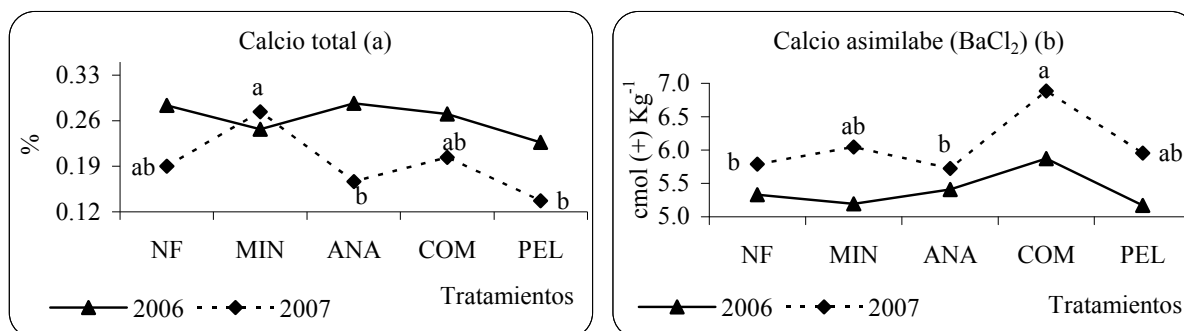 Calcio total (a)
%
0.33
0.26
0.19
0.12
ab
a
b
ab
b
NF MIN ANA COM PEL
Tratamientos
2006 2007
Calcio asimilabe (BaCl₂) (b)
cmol (+) Kg⁻¹
7.0
6.5
6.0
5.5
5.0
b
ab
b
a
ab
NF MIN ANA COM PEL
Tratamientos
2006 2007